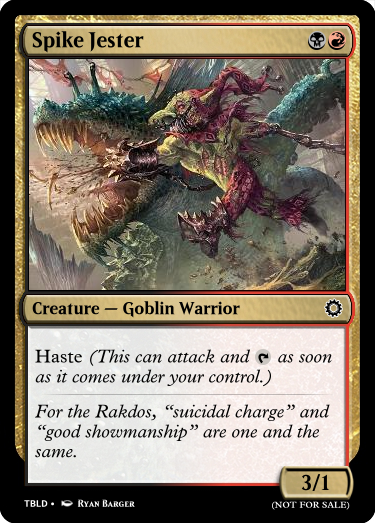 Spike Jester
Creature — Goblin Warrior
Haste (This can attack and as soon
as it comes under your control.)
For the Rakdos, “suicidal charge” and
“good showmanship” are one and the
same.
3/1
TBLD • Ryan Barger
(NOT FOR SALE)